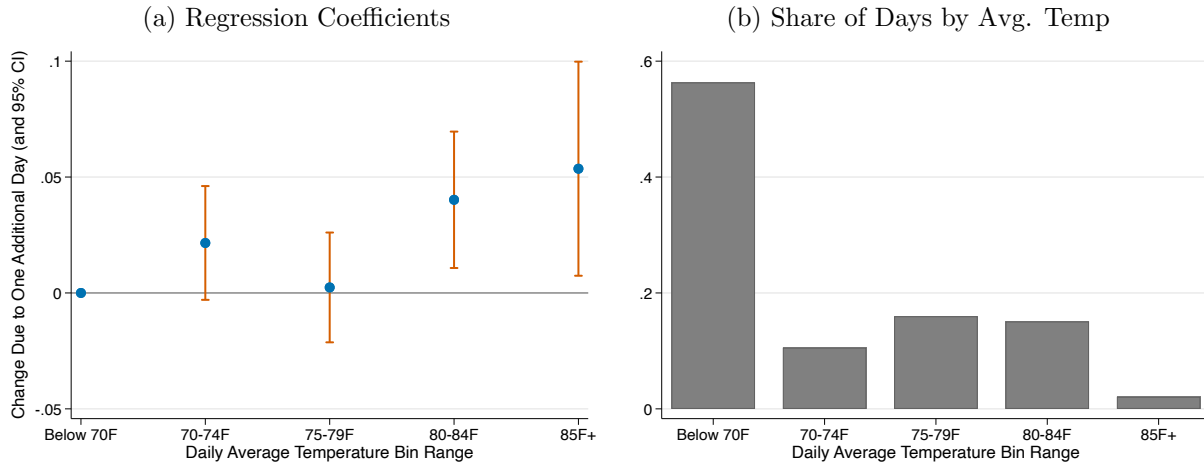 (a) Regression Coefficients
Change Due to One Additional Day (and 95% CI)
.1
.05
0
-.05
Below 70F
70-74F
75-79F
80-84F
85F+
Daily Average Temperature Bin Range
(b) Share of Days by Avg. Temp
.6
.4
.2
0
Below 70F
70-74F
75-79F
80-84F
85F+
Daily Average Temperature Bin Range